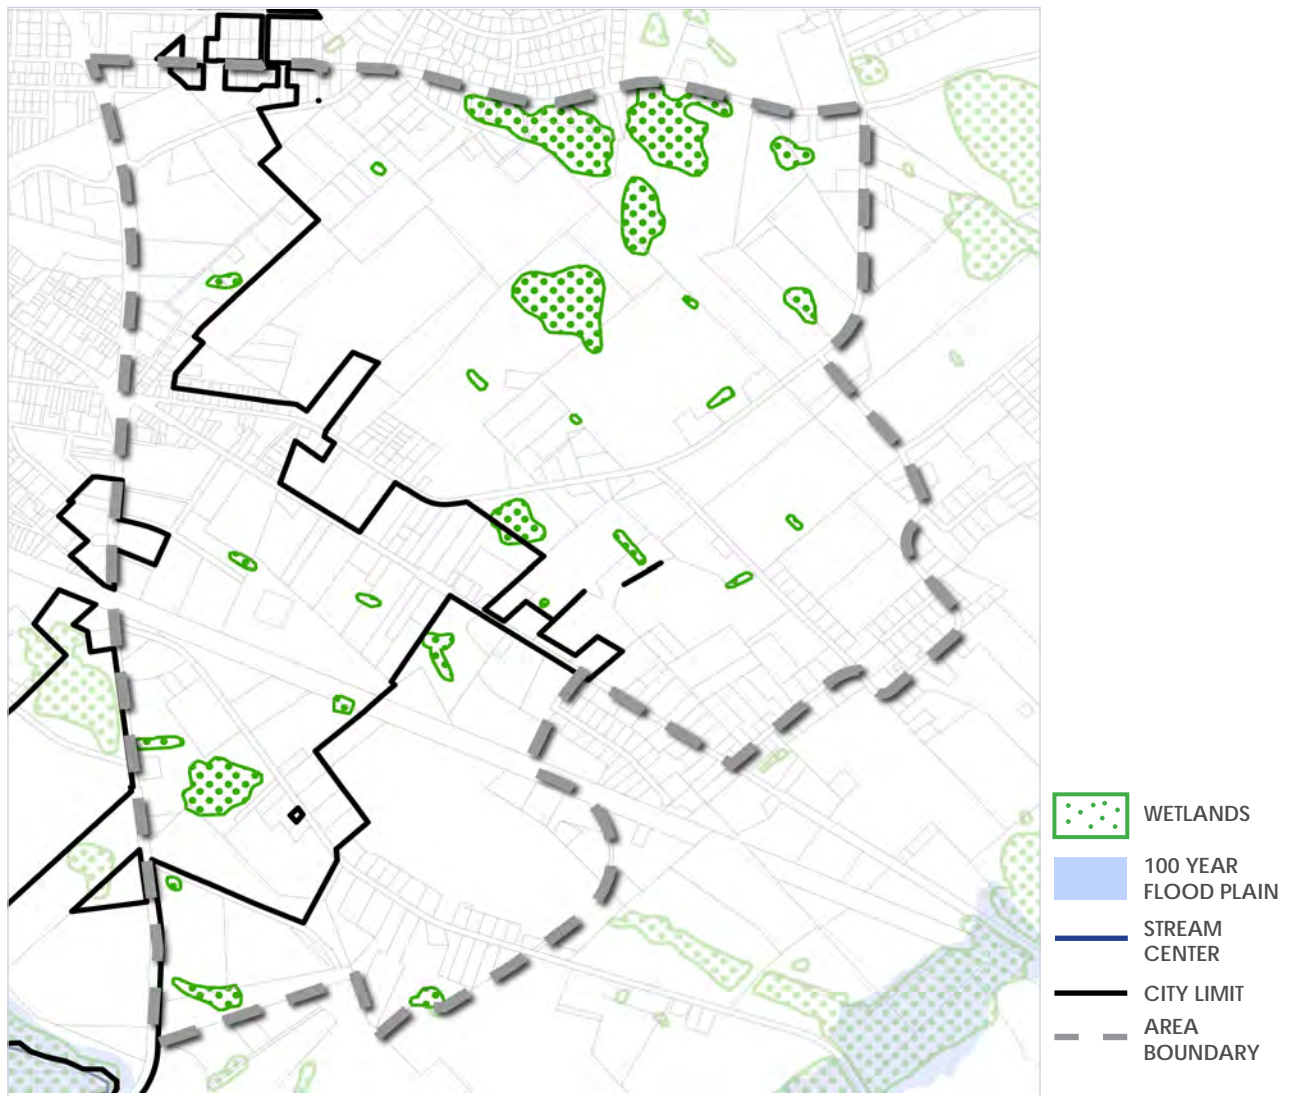 WETLANDS
100 YEAR
FLOOD PLAIN
STREAM
CENTER
CITY LIMIT
AREA
BOUNDARY